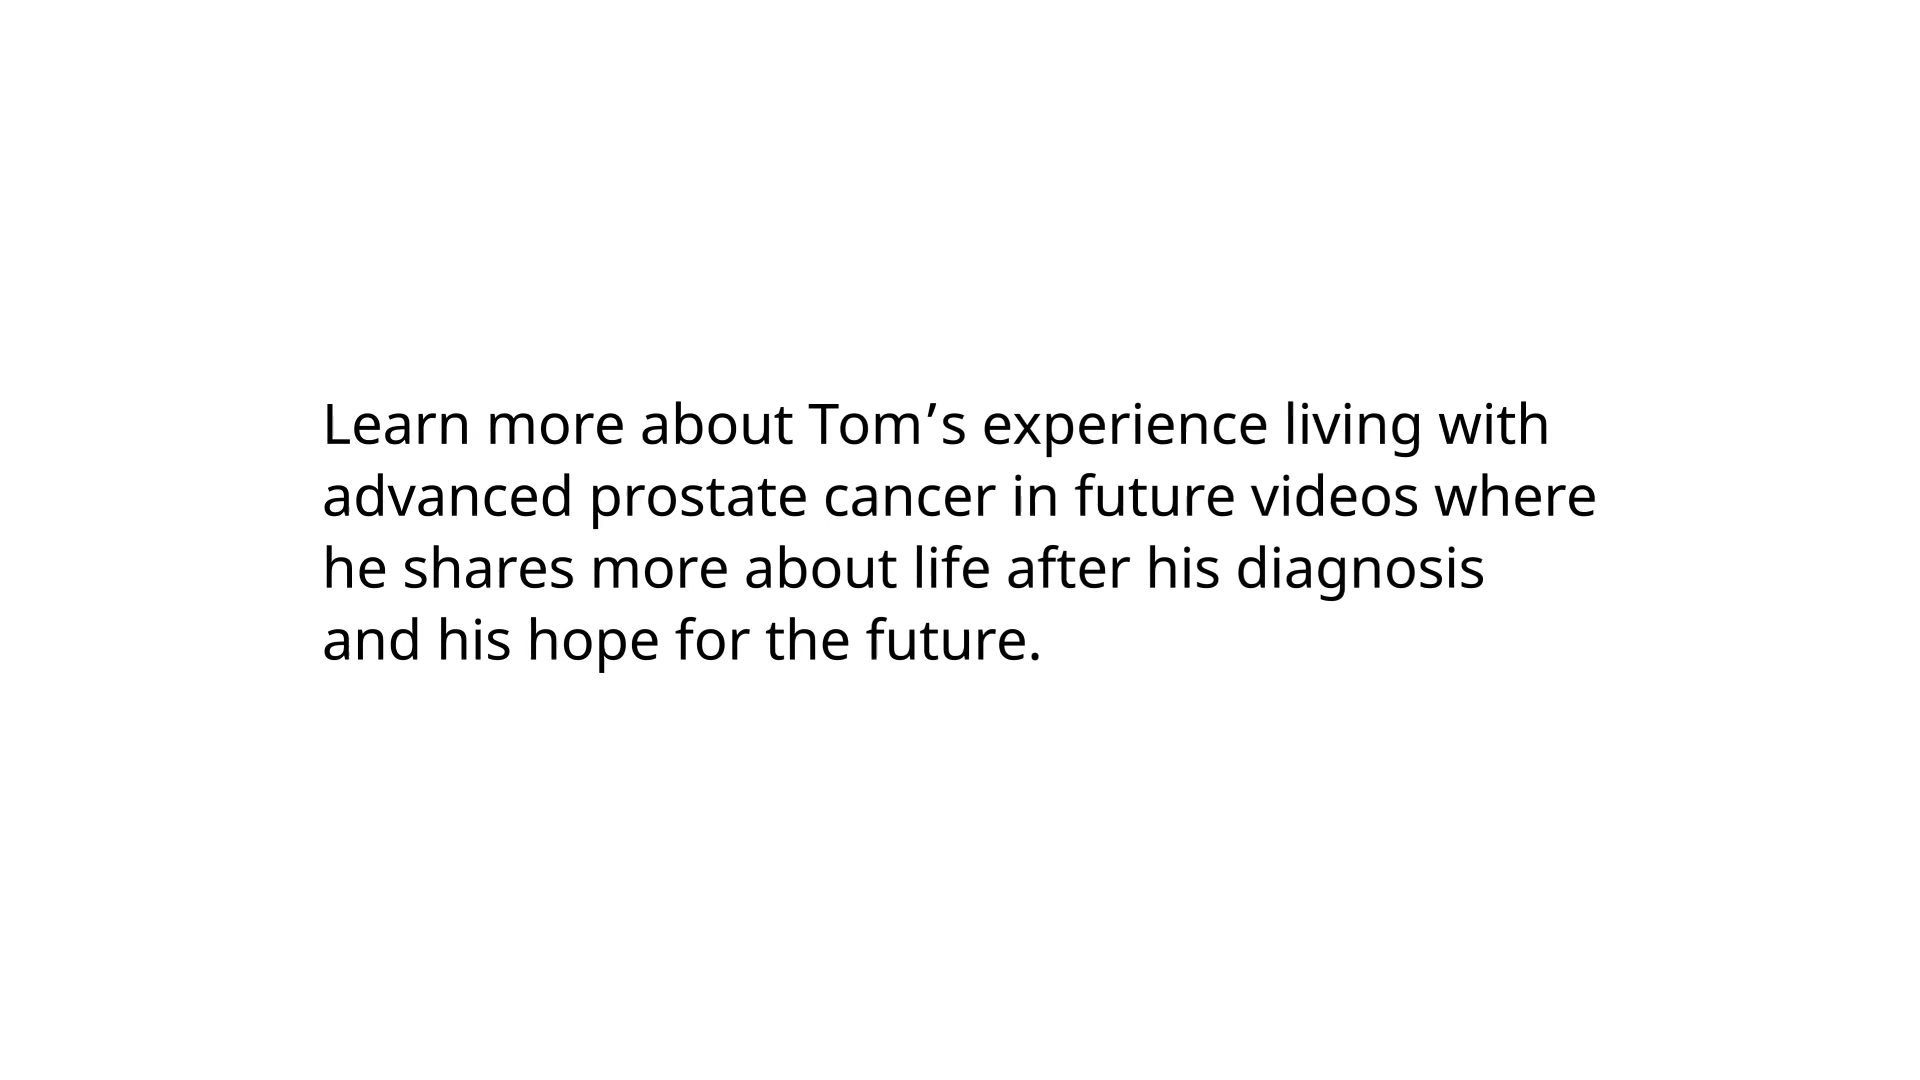 Learn more about Tom’s experience living with
advanced prostate cancer in future videos where
he shares more about life after his diagnosis
and his hope for the future.